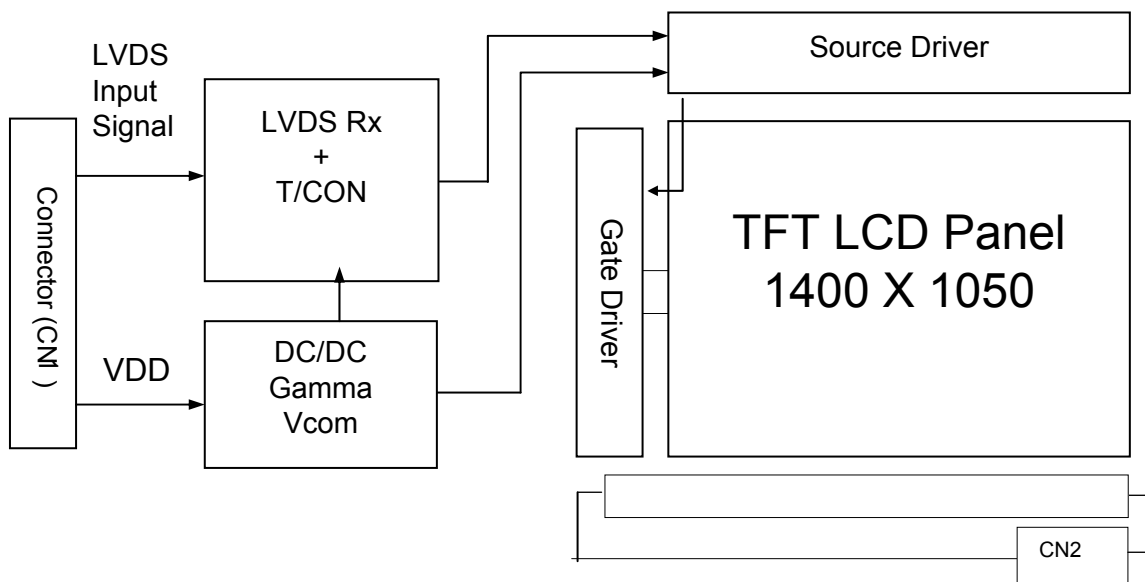 LVDS
Input
Signal
Connector (CN1 )
VDD
LVDS Rx
+
T/CON
DC/DC
Gamma
Vcom
Source Driver
Gate Driver
TFT LCD Panel
1400 X 1050
CN2